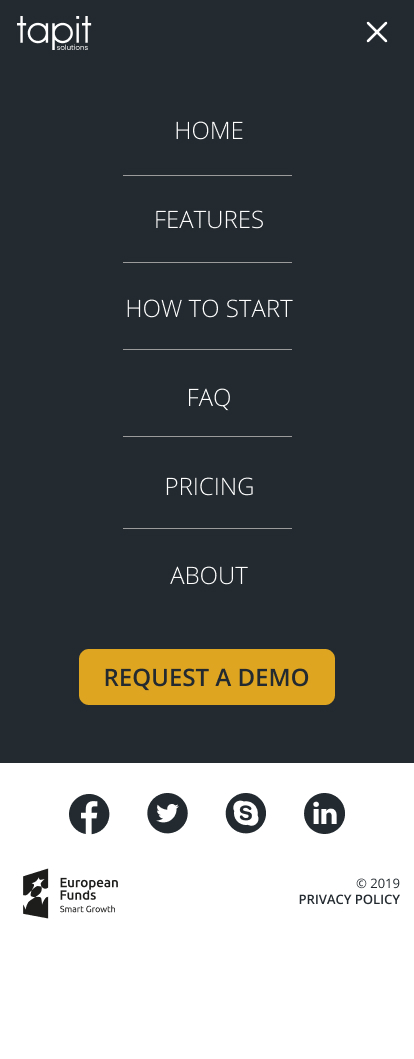 tapit
solutions
HOME
FEATURES
HOW TO START
FAQ
PRICING
ABOUT
REQUEST A DEMO
European
Funds
Smart Growth
© 2019
PRIVACY POLICY